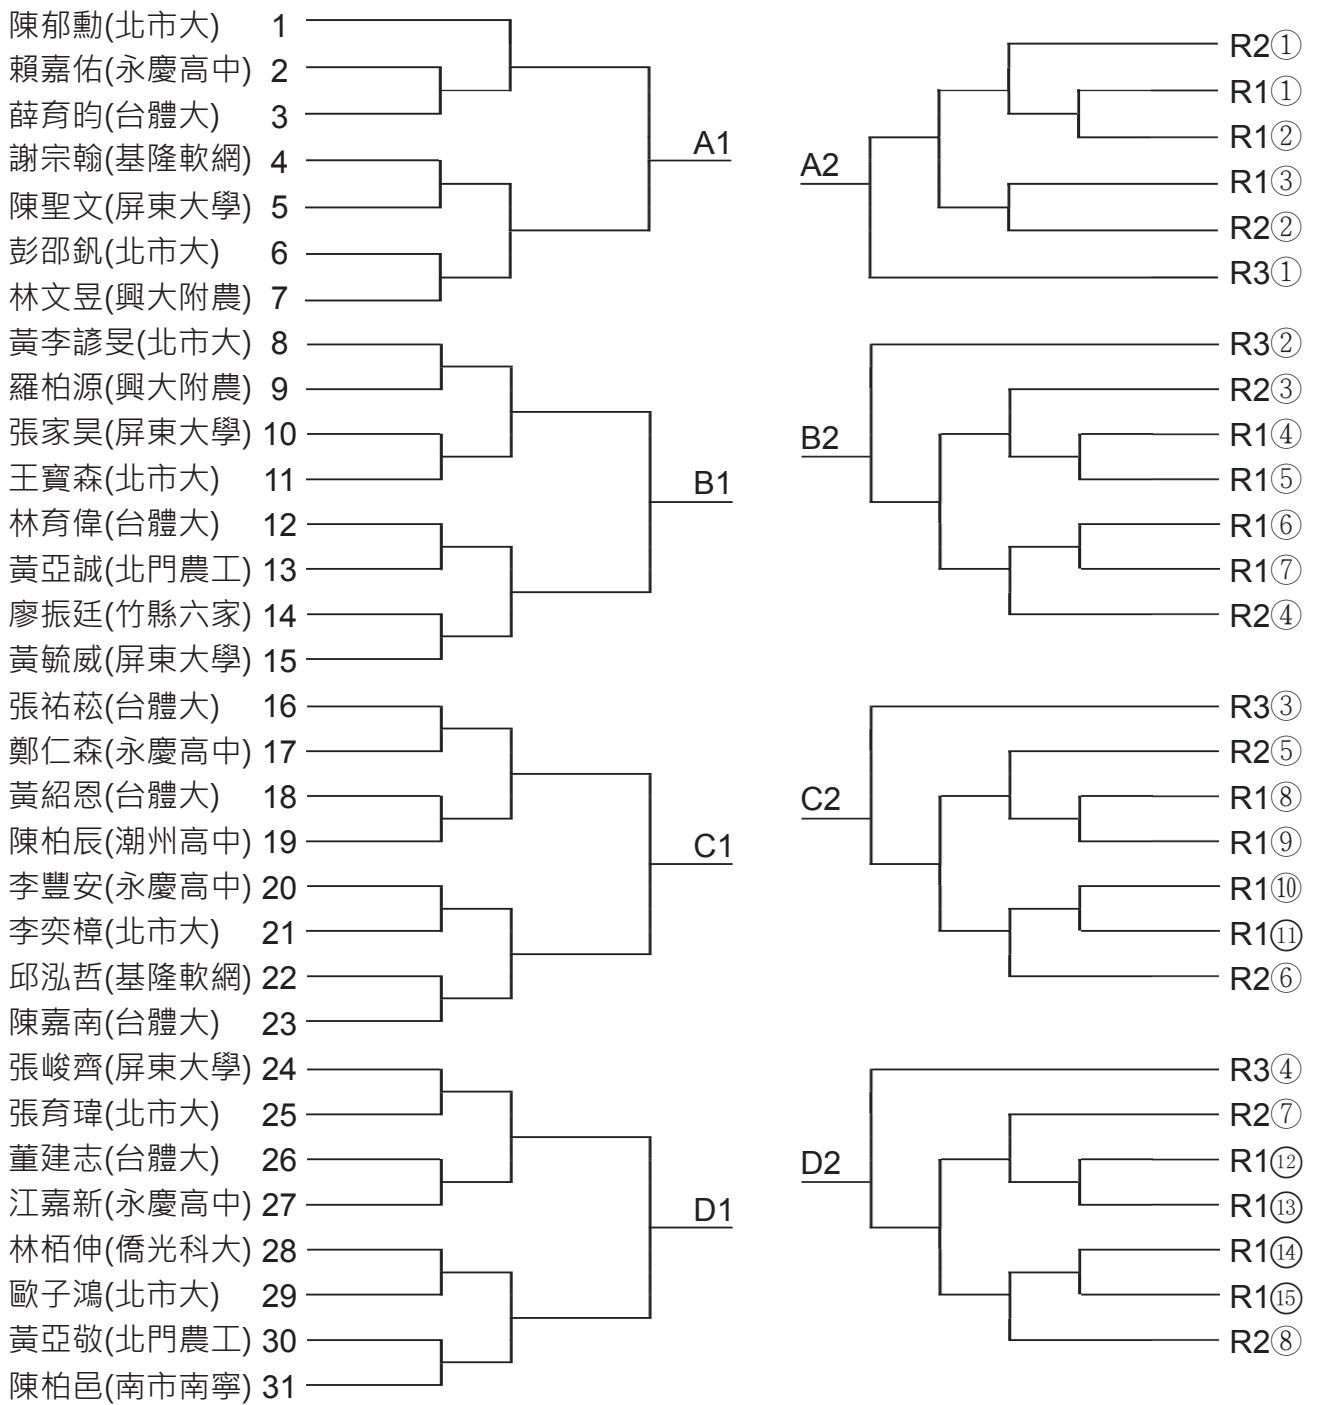 陳郁勳(北市大) 1
賴嘉佑(永慶高中) 2
薛育昀(台體大) 3
謝宗翰(基隆軟網) 4
陳聖文(屏東大學) 5
彭邵釩(北市大) 6
林文昱(興大附農) 7
A1
黃李諺旻(北市大) 8
羅柏源(興大附農) 9
張家昊(屏東大學) 10
王寶森(北市大) 11
林育偉(台體大) 12
黃亞誠(北門農工) 13
廖振廷(竹縣六家) 14
黃毓威(屏東大學) 15
B1
張祐菘(台體大) 16
鄭仁森(永慶高中) 17
黃紹恩(台體大) 18
陳柏辰(潮州高中) 19
李豐安(永慶高中) 20
李奕樟(北市大) 21
邱泓哲(基隆軟網) 22
陳嘉南(台體大) 23
C1
張峻齊(屏東大學) 24
張育瑋(北市大) 25
董建志(台體大) 26
江嘉新(永慶高中) 27
林栢伸(僑光科大) 28
歐子鴻(北市大) 29
黃亞敬(北門農工) 30
陳柏邑(南市南寧) 31
D1
A2
R2①
R1①
R1②
R1③
R2②
R3①
B2
R3②
R2③
R1④
R1⑤
R1⑥
R1⑦
R2④
C2
R3③
R2⑤
R1⑧
R1⑨
R1⑩
R1⑪
R2⑥
D2
R3④
R2⑦
R1⑫
R1⑬
R1⑭
R1⑮
R2⑧